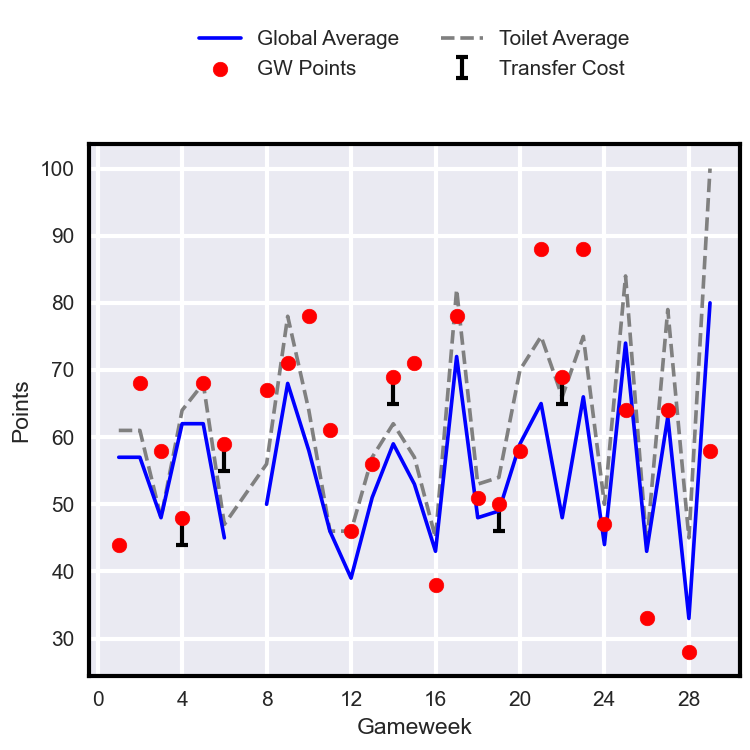 Global Average
Toilet Average
GW Points
Transfer Cost
100
90
80
70
60
50
40
30
Points
0 4 8 12 16 20 24 28
Gameweek